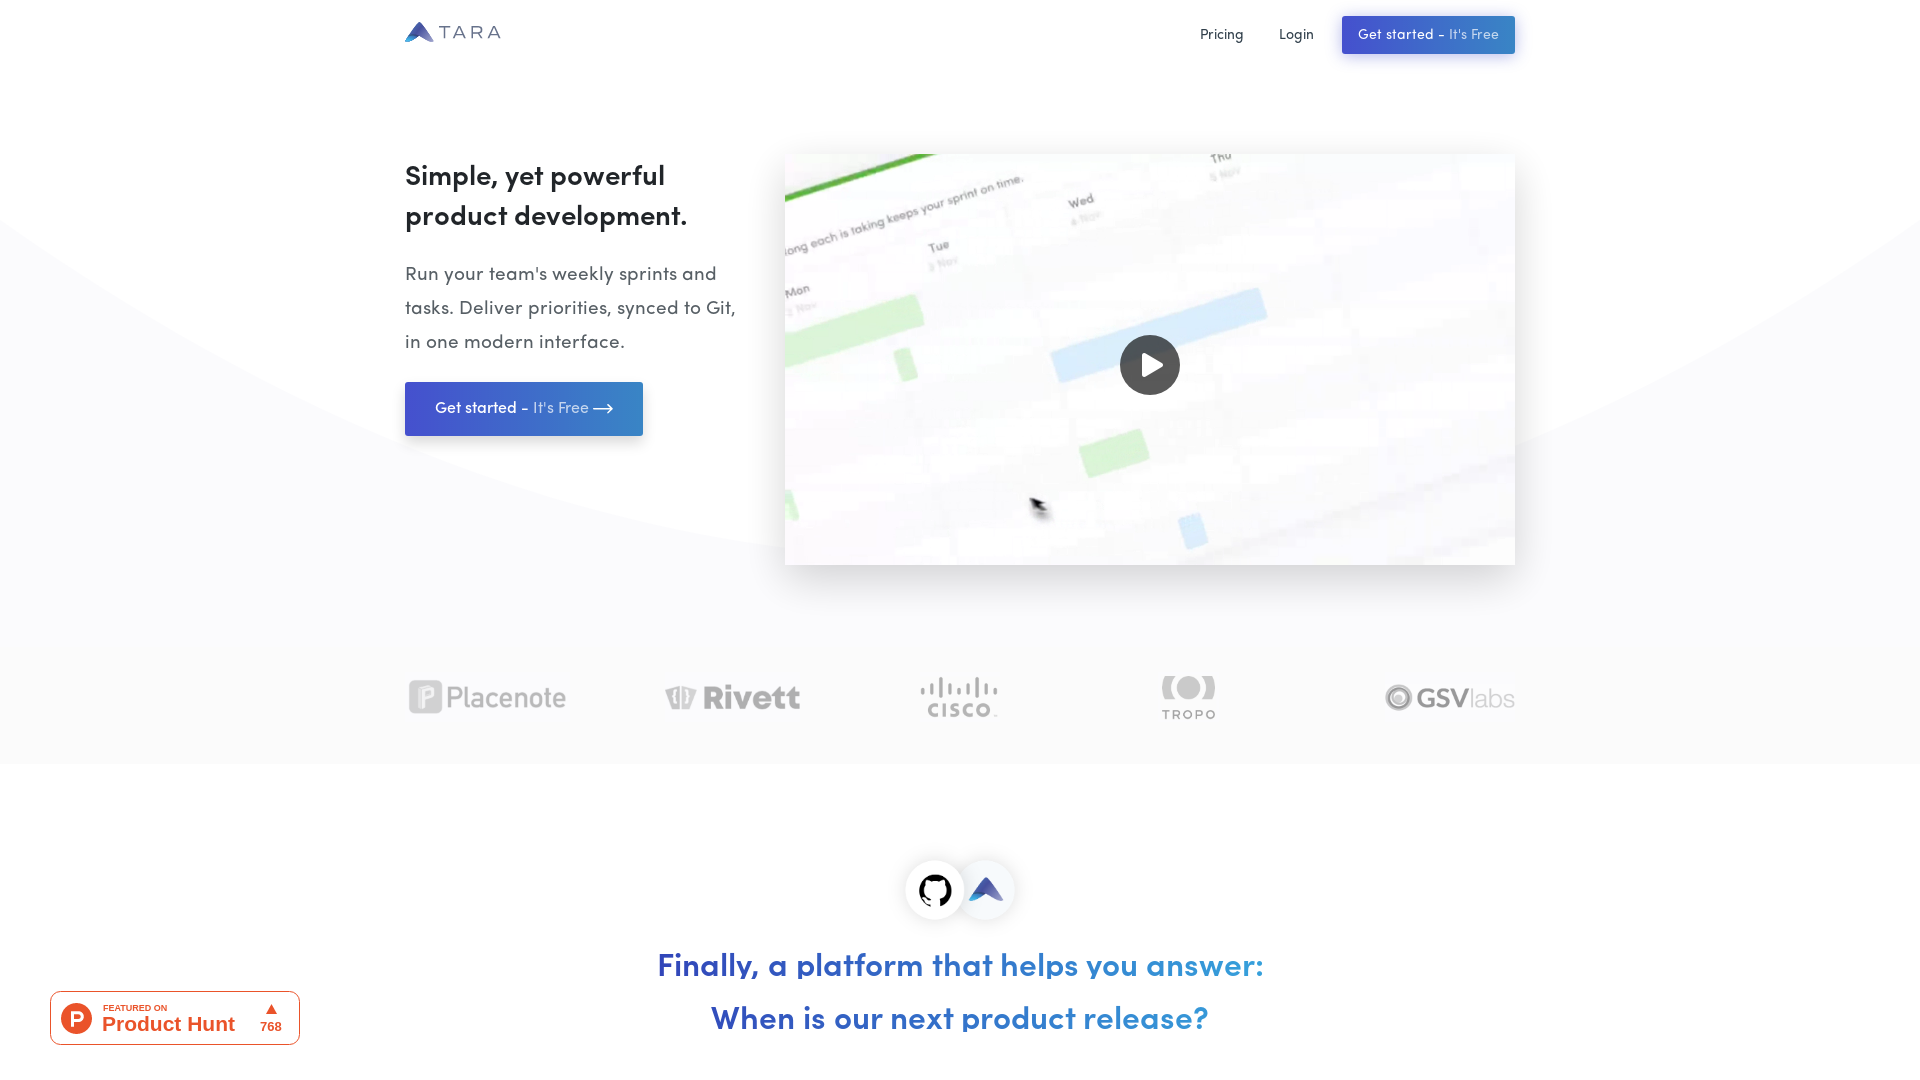 TARA
Pricing
Login
Get started - It's Free
Simple, yet powerful
product development.
Run your team's weekly sprints and
tasks. Deliver priorities, synced to Git,
in one modern interface.
Get started - It's Free
Thu
5 Nov
Wed
4 Nov
long each is taking keeps your sprint on time.
Tue
3 Nov
Mon
2 Nov
Placenote
Rivett
CISCO
TROPO
GSVlabs
Finally, a platform that helps you answer:
When is our next product release?
FEATURED ON
Product Hunt
768